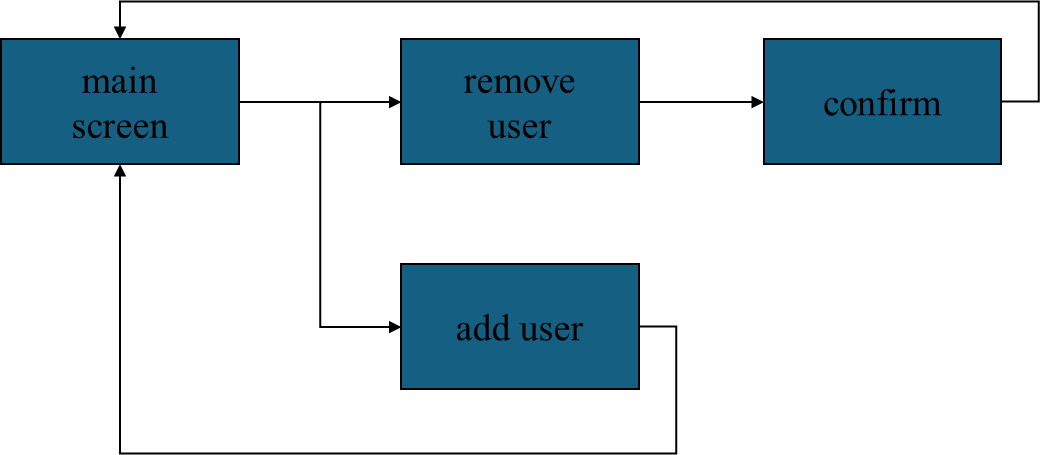 main
screen
remove
user
confirm
add user